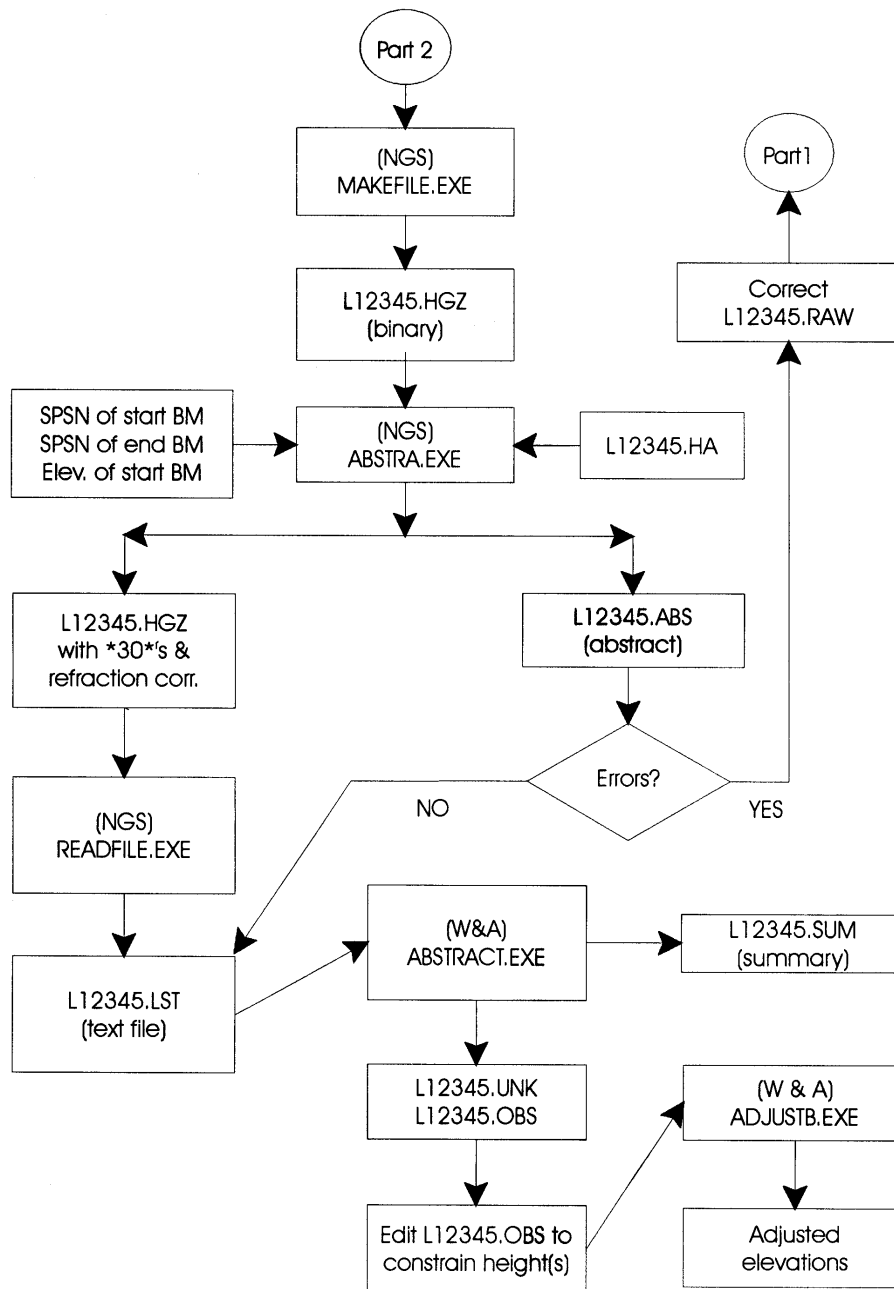 Part 2
(NGS)
MAKEFILE.EXE
Part1
L12345.HGZ
(binary)
Correct
L12345.RAW
SPSN of start BM
SPSN of end BM
Elev. of start BM
(NGS)
ABSTRA.EXE
L12345.HA
L12345.HGZ
with *30*'s &
refraction corr.
L12345.ABS
(abstract)
Errors?
NO
YES
(NGS)
READFILE.EXE
(W&A)
ABSTRACT.EXE
L12345.SUM
(summary)
L12345.LST
(text file)
L12345.UNK
L12345.OBS
(W & A)
ADJUSTB.EXE
Edit L12345.OBS to
constrain height(s)
Adjusted
elevations